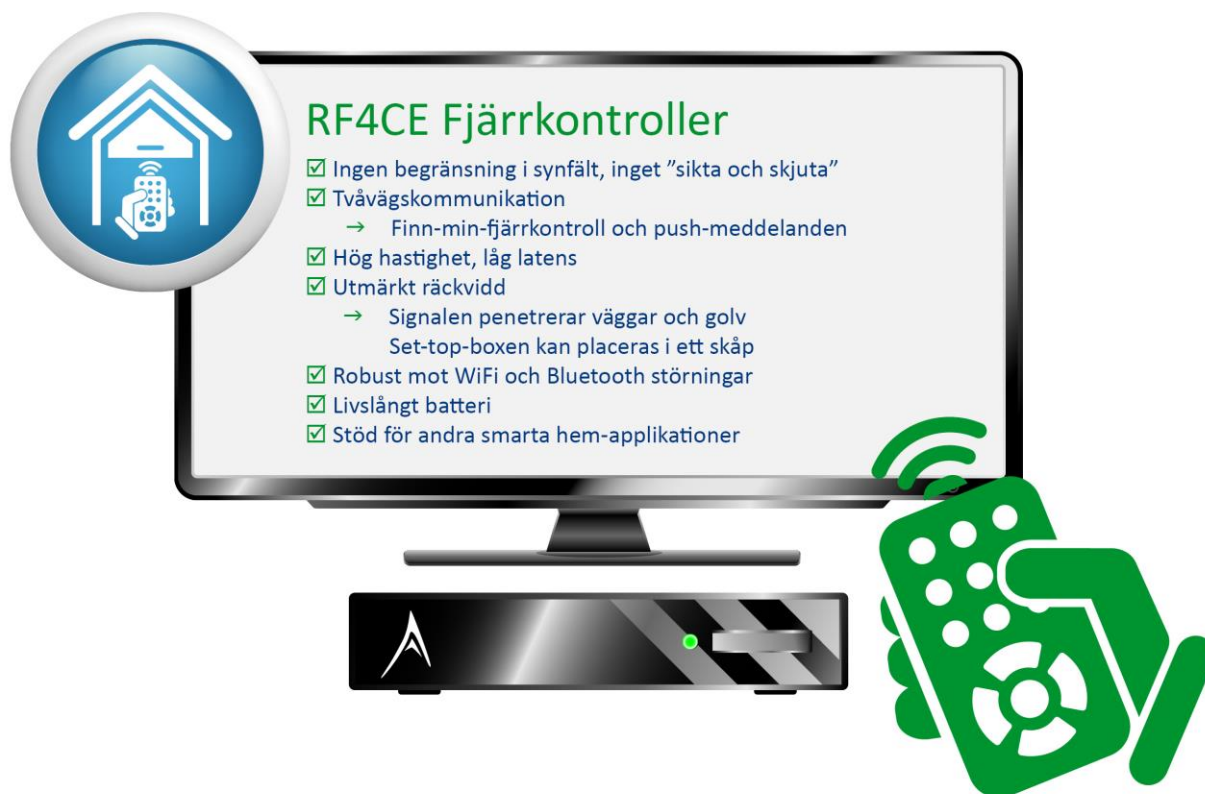 RF4CE Fjärrkontroller
☑ Ingen begränsning i synfält, inget ”sikta och skjuta”
☑ Tvåvägskommunikation
→ Finn-min-fjärrkontroll och push-meddelanden
☑ Hög hastighet, låg latens
☑ Utmärkt räckvidd
→ Signalen penetrerar väggar och golv
Set-top-boxen kan placeras i ett skåp
☑ Robust mot WiFi och Bluetooth störningar
☑ Livslångt batteri
☑ Stöd för andra smarta hem-applikationer